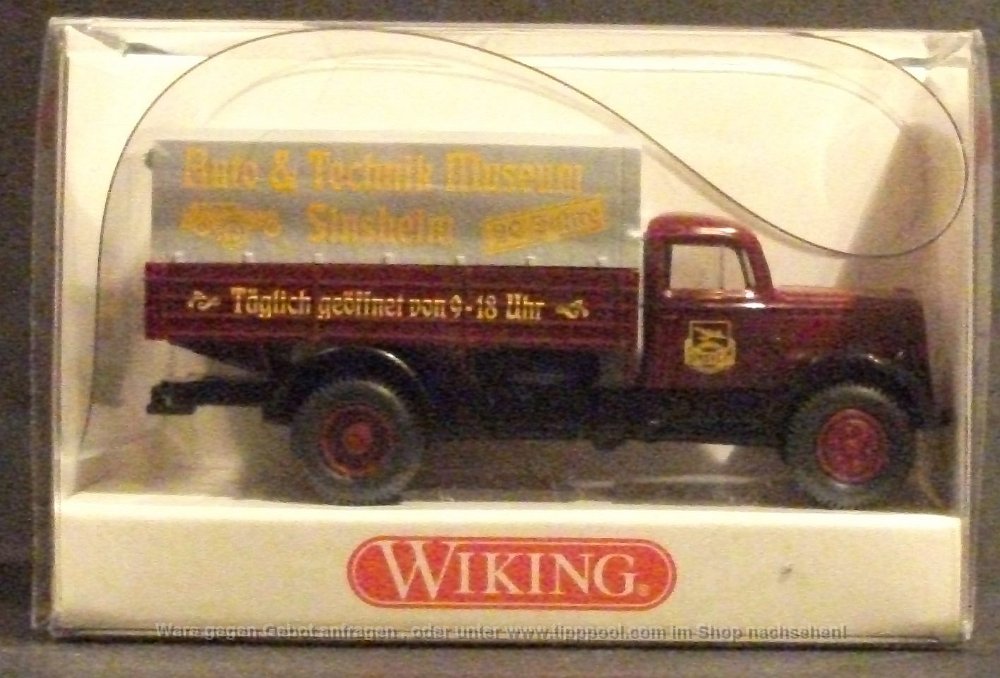 Auto & Technik Museum
Sinsheim
Täglich geöffnet von 9-18 Uhr
WIKING®
Ware gegen Gebot anfragen , oder unter www.fipppool.com im Shop nachsehen!